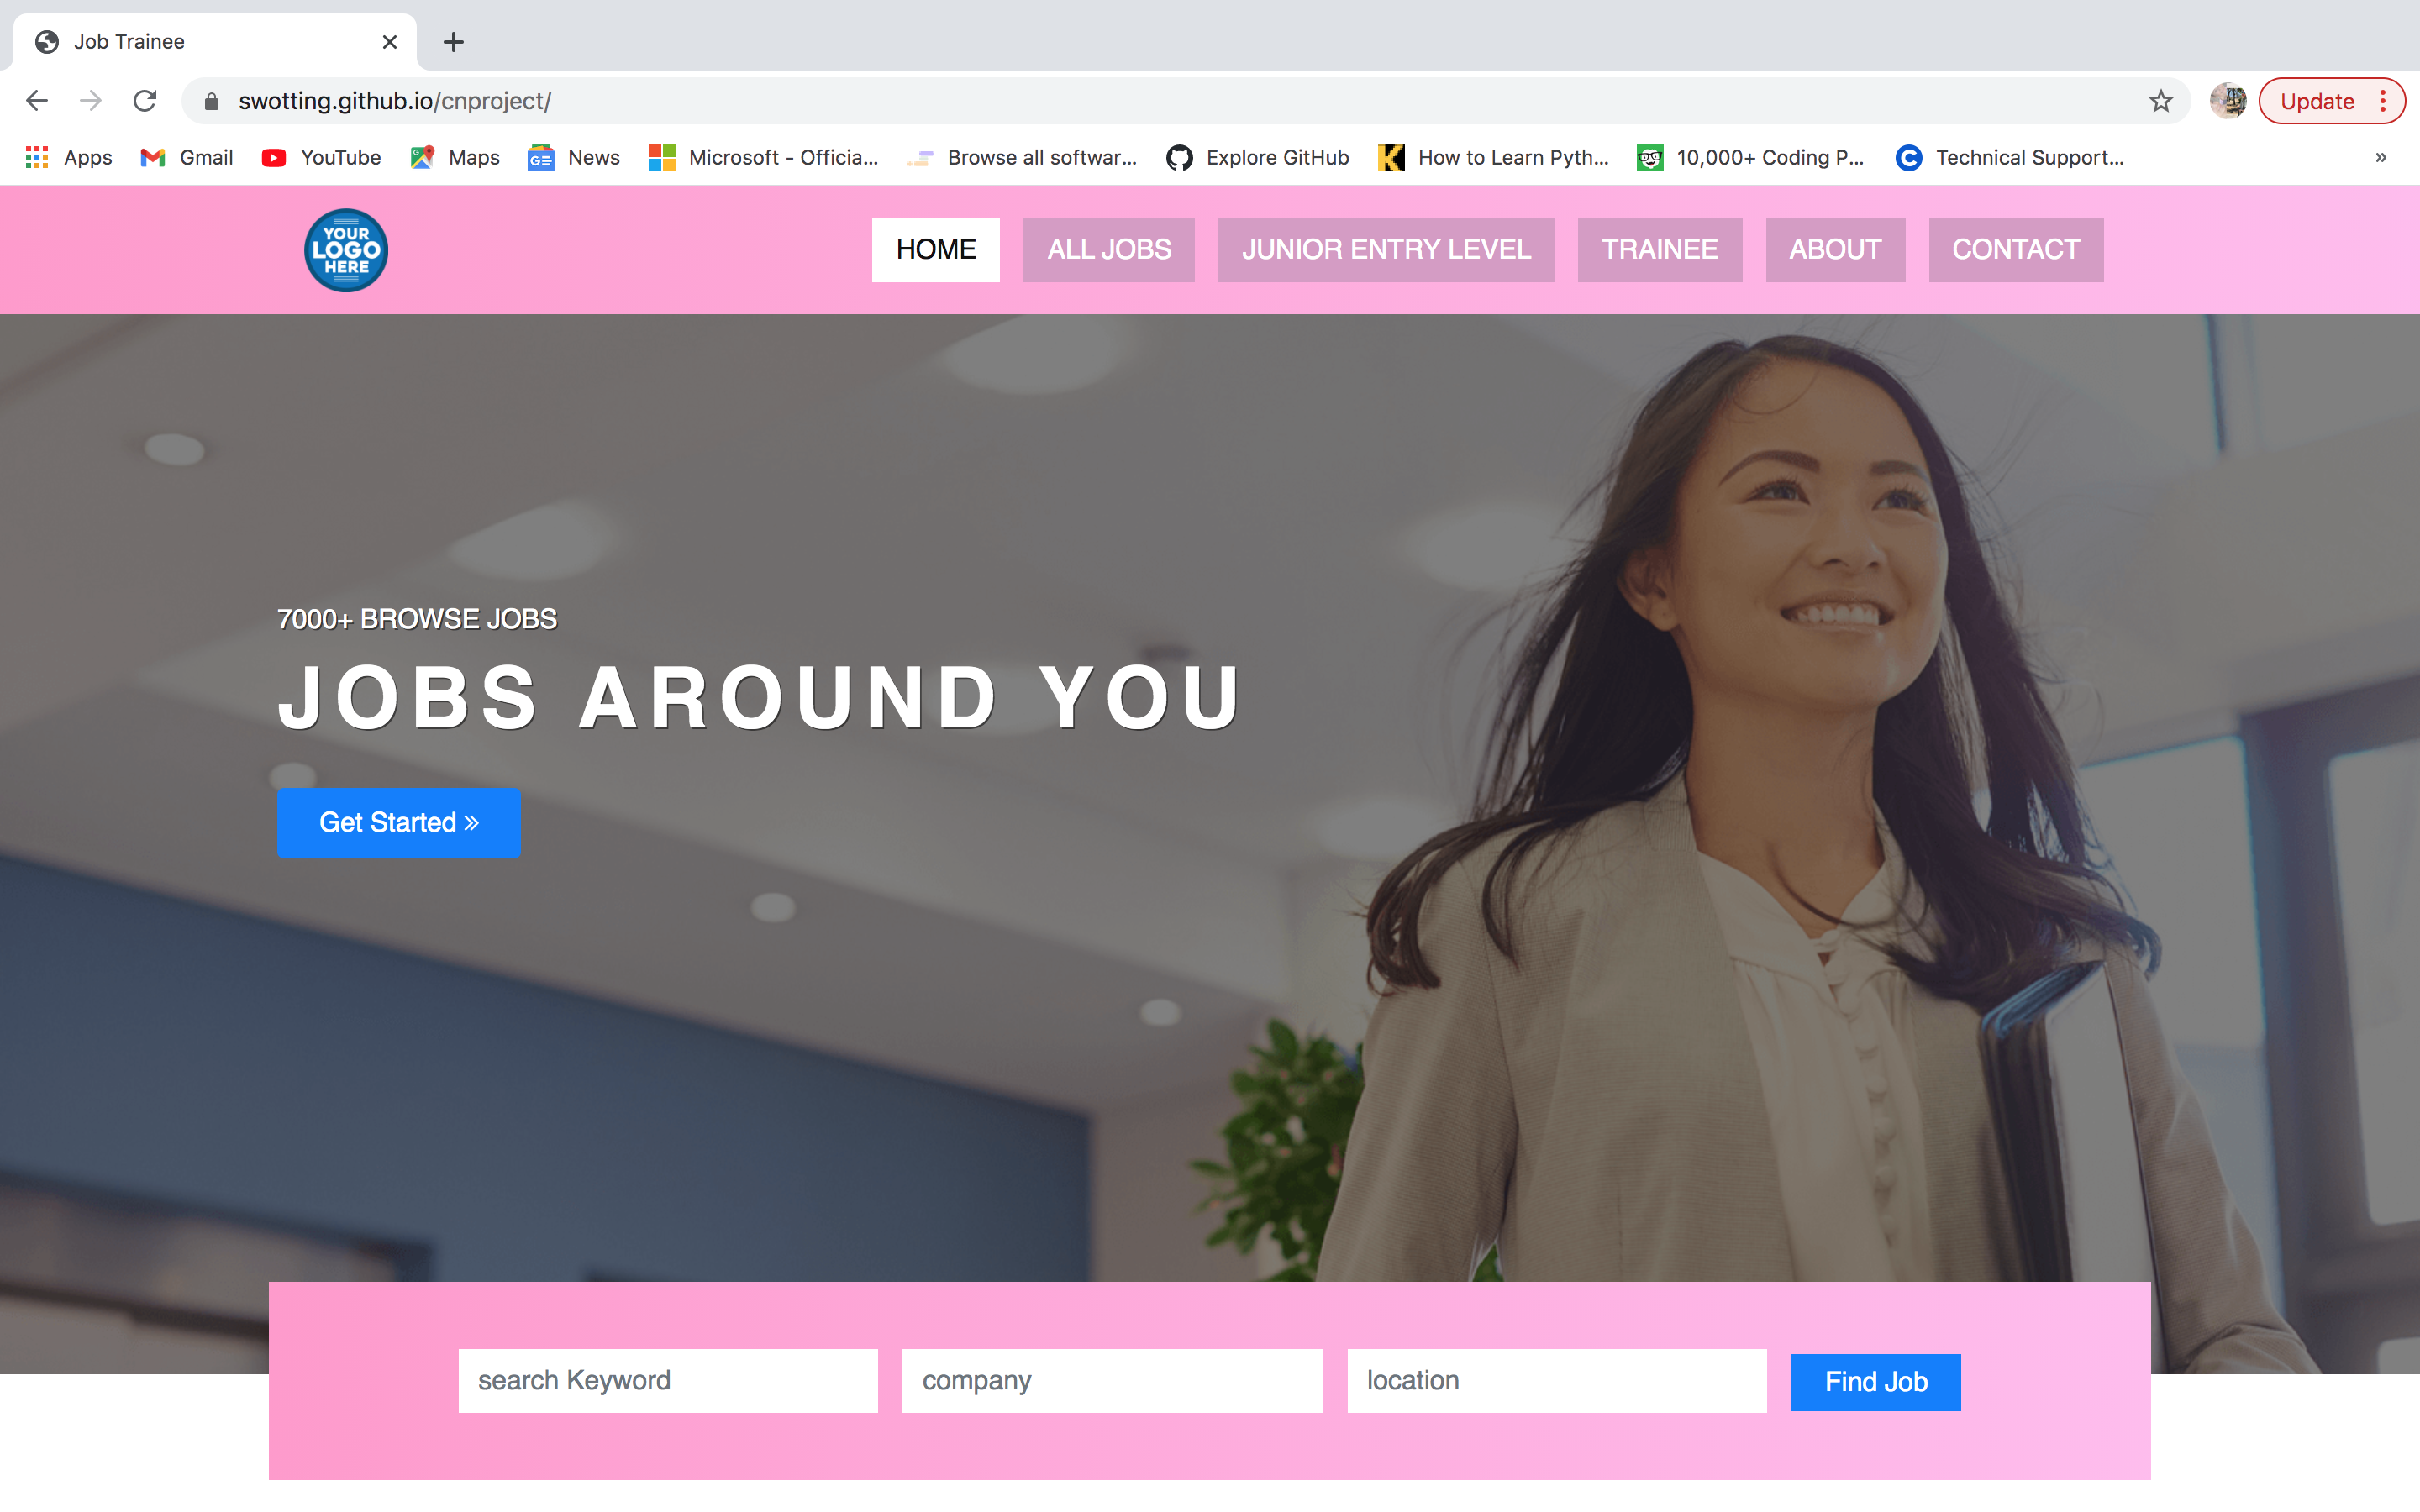 Job Trainee
swotting.github.io/cnproject/
Update
Apps Gmail YouTube Maps News Microsoft - Officia... Browse all softwar... Explore GitHub How to Learn Pyth... 10,000+ Coding P... Technical Support... »
YOUR
LOGO
HERE
HOME ALL JOBS JUNIOR ENTRY LEVEL TRAINEE ABOUT CONTACT
7000+ BROWSE JOBS
JOBS AROUND YOU
Get Started »
search Keyword company location Find Job